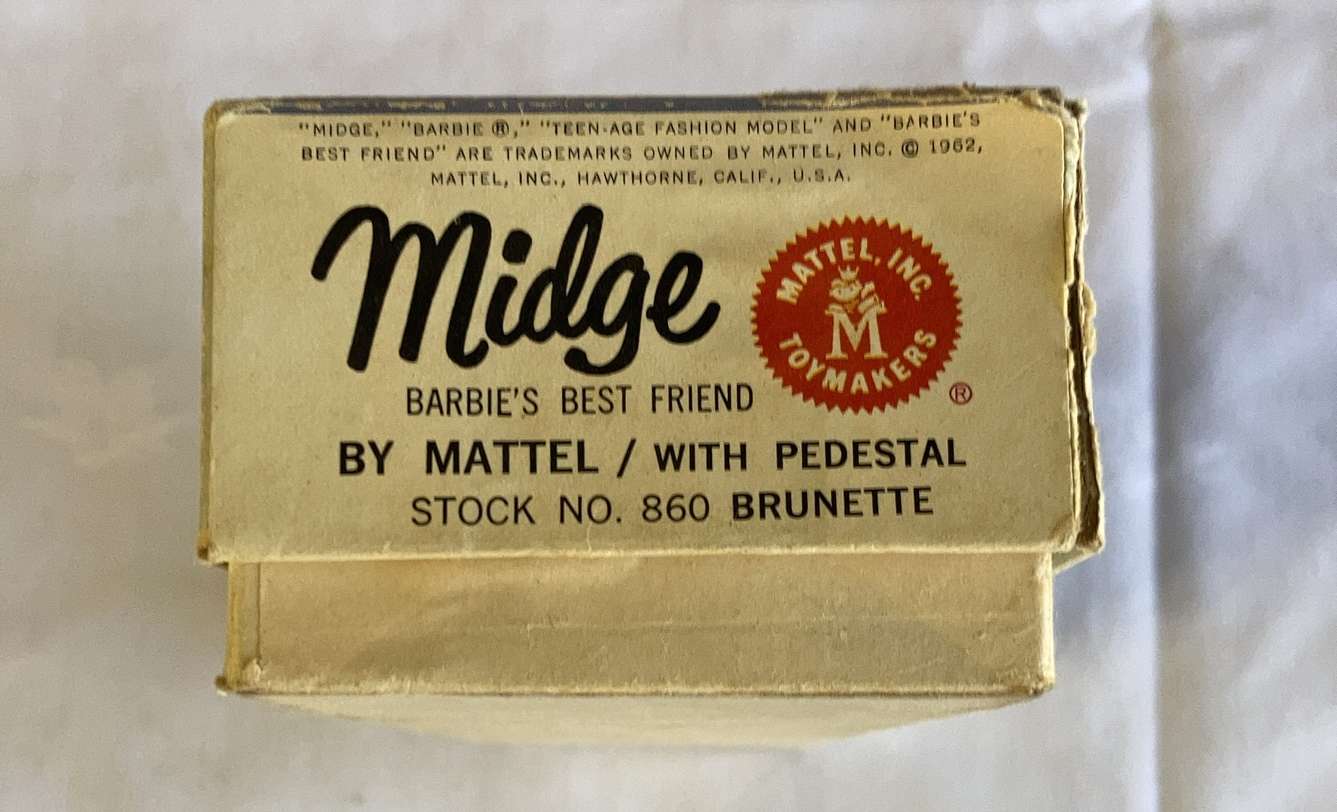 "MIDGE," "BARBIE ®," "TEEN-AGE FASHION MODEL" AND "BARBIE'S
BEST FRIEND" ARE TRADEMARKS OWNED BY MATTEL, INC. © 1962,
MATTEL, INC., HAWTHORNE, CALIF., U.S.A.
Midge
MATTEL, INC.
M
TOYMAKERS
®
BARBIE'S BEST FRIEND
BY MATTEL / WITH PEDESTAL
STOCK NO. 860 BRUNETTE